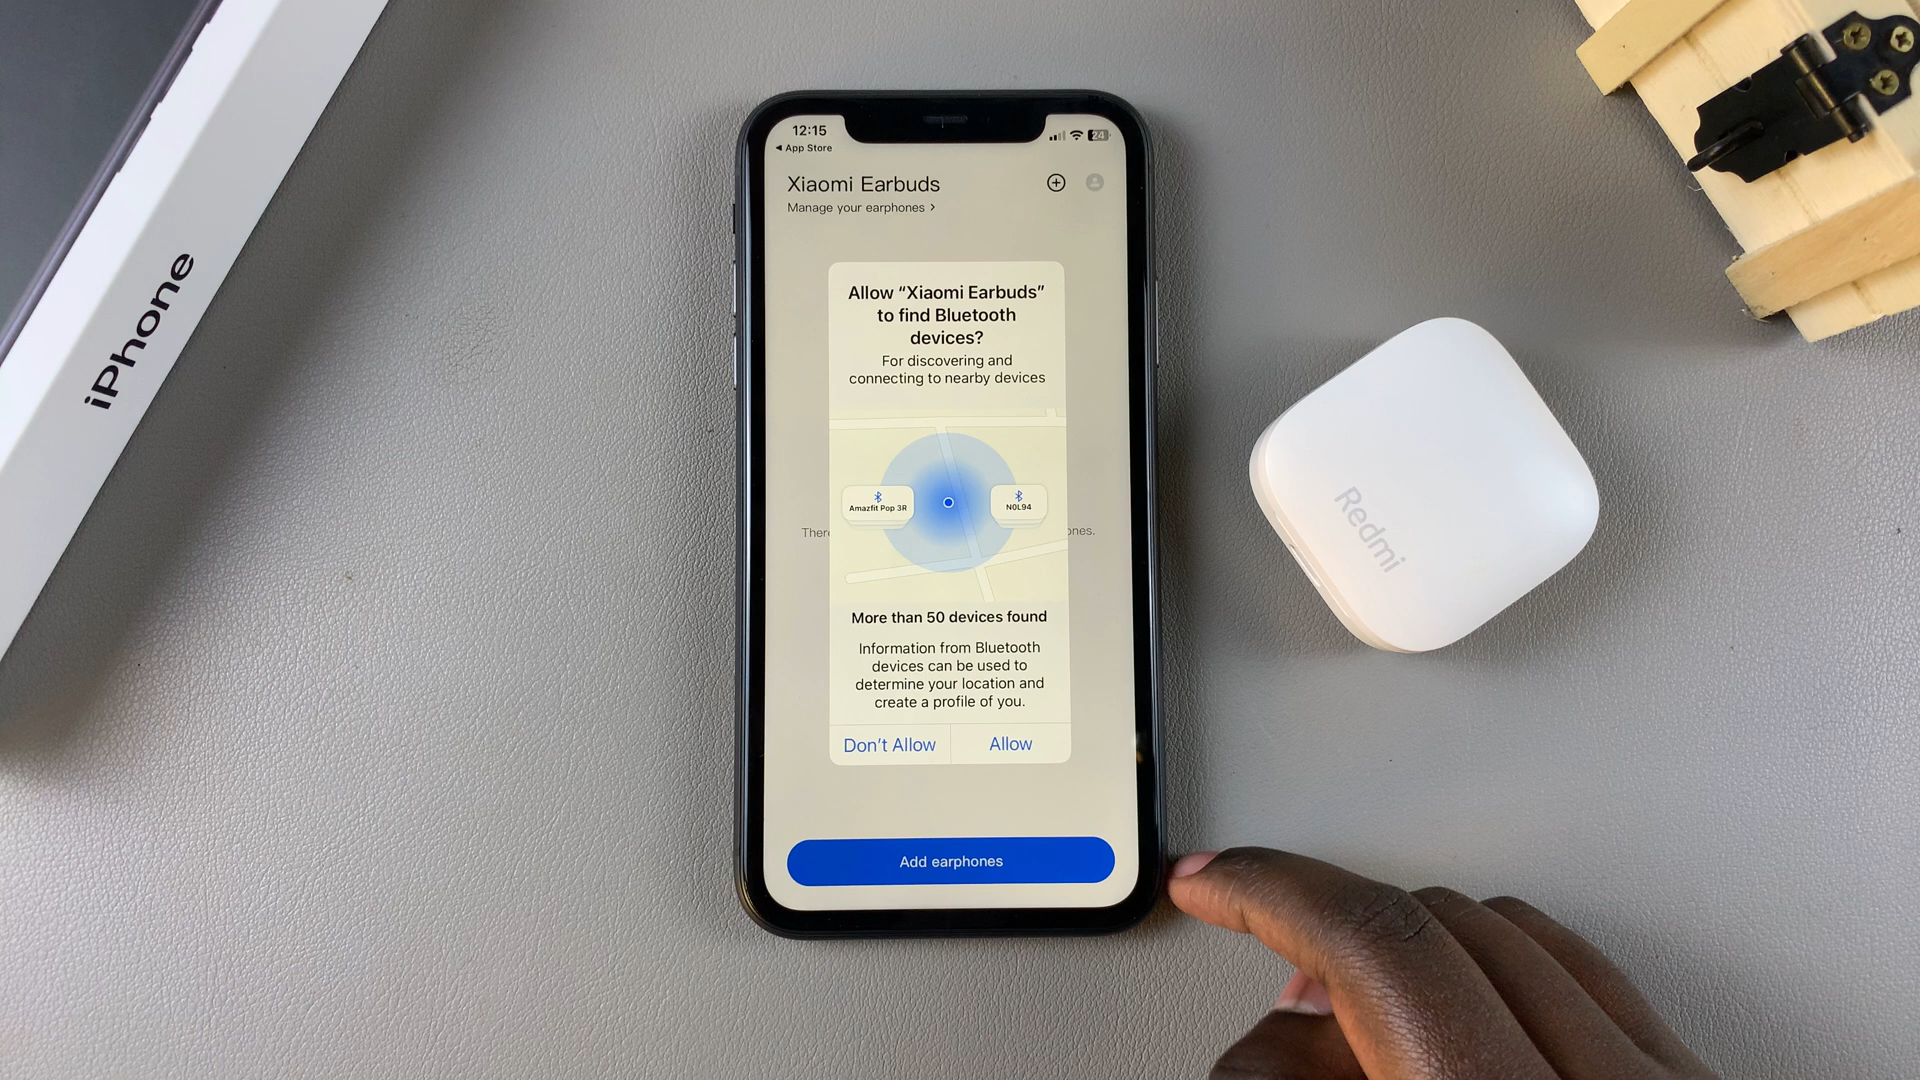 iPhone
12:15
24
◀ App Store
Xiaomi Earbuds
Manage your earphones >
Allow “Xiaomi Earbuds”
to find Bluetooth
devices?
For discovering and
connecting to nearby devices
Amazfit Pop 3R
N0L94
There
More than 50 devices found
Information from Bluetooth
devices can be used to
determine your location and
create a profile of you.
Don’t Allow
Allow
Add earphones
Redmi